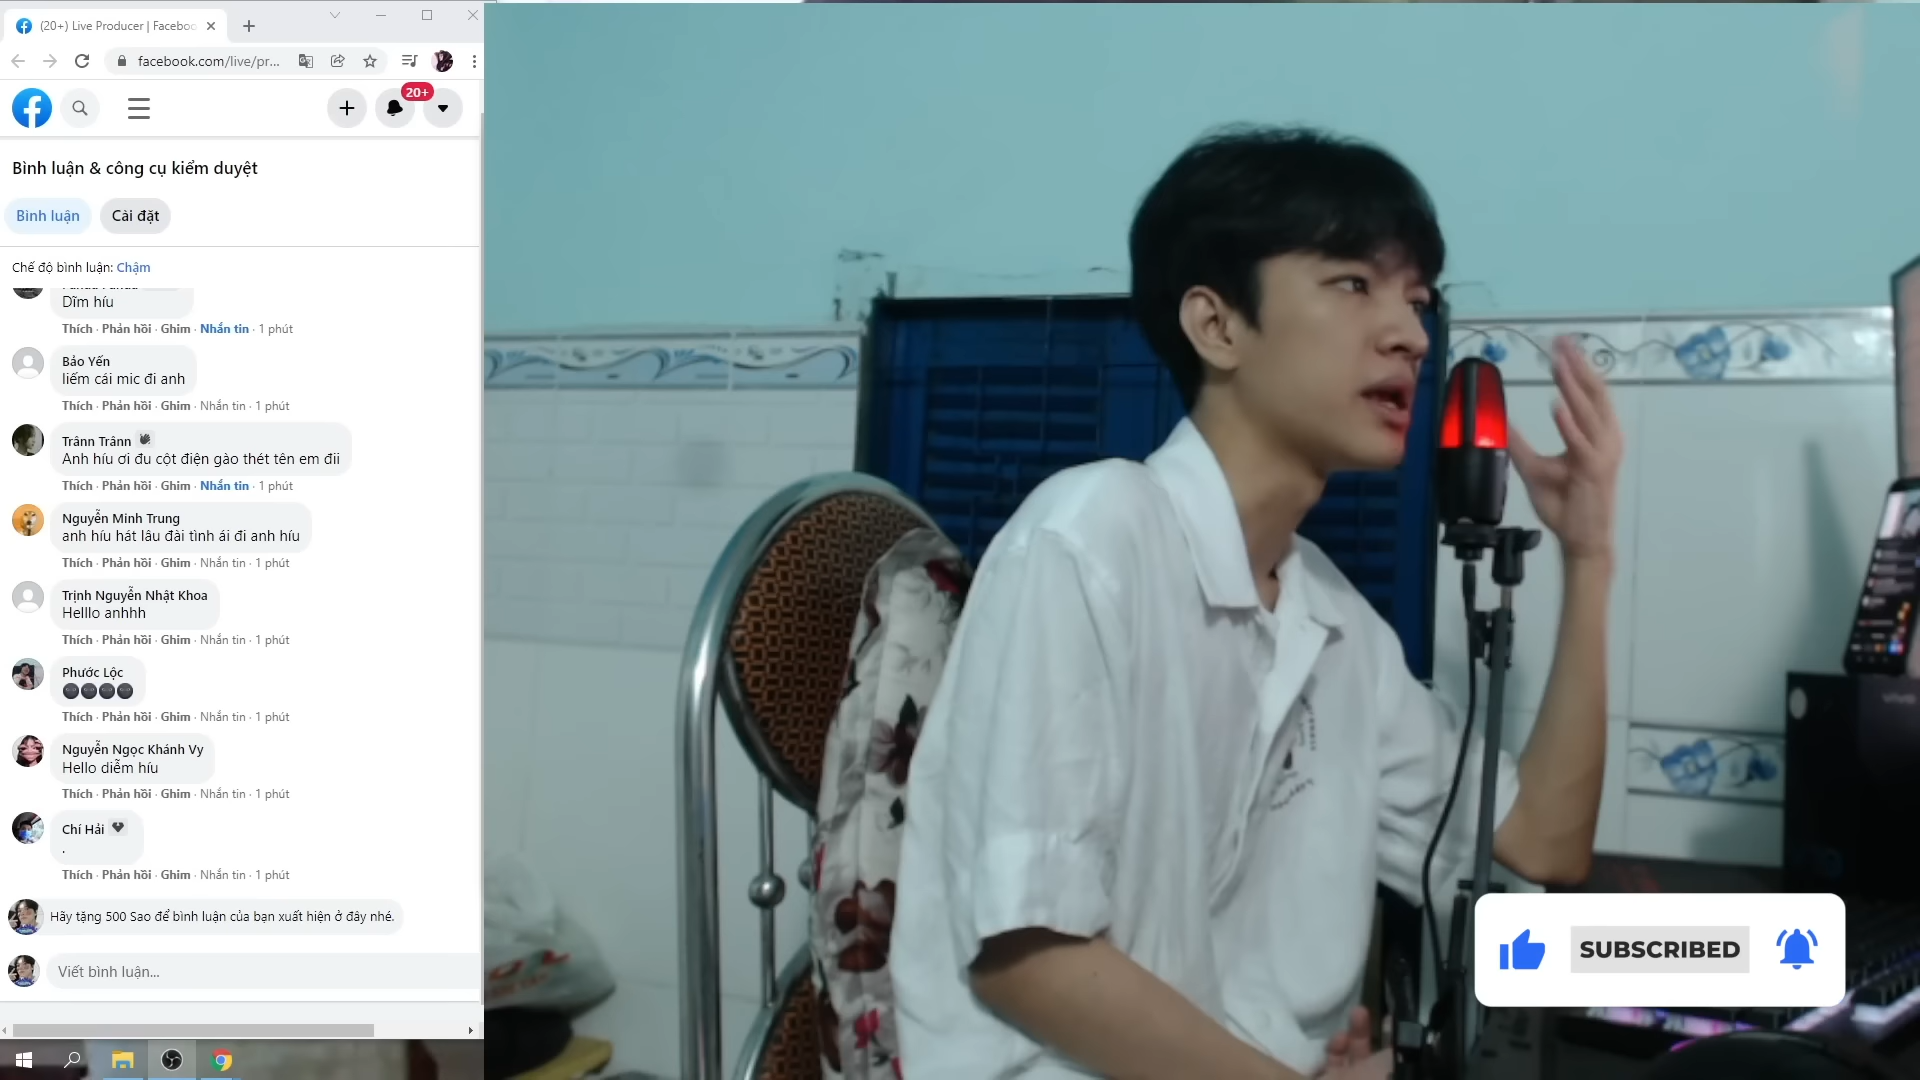 (20+) Live Producer | Faceboo
facebook.com/live/pr...
20+
Bình luận & công cụ kiểm duyệt
Bình luận
Cài đặt
Chế độ bình luận: Chậm
Dĩm híu
Thích · Phản hồi · Ghim · Nhắn tin · 1 phút
Bảo Yến
liếm cái mic đi anh
Thích · Phản hồi · Ghim · Nhắn tin · 1 phút
Trânn Trânn
Anh híu ơi đu cột điện gào thét tên em đii
Thích · Phản hồi · Ghim · Nhắn tin · 1 phút
Nguyễn Minh Trung
anh híu hát lâu đài tình ái đi anh híu
Thích · Phản hồi · Ghim · Nhắn tin · 1 phút
Trịnh Nguyễn Nhật Khoa
Helllo anhhh
Thích · Phản hồi · Ghim · Nhắn tin · 1 phút
Phước Lộc
Thích · Phản hồi · Ghim · Nhắn tin · 1 phút
Nguyễn Ngọc Khánh Vy
Hello diễm híu
Thích · Phản hồi · Ghim · Nhắn tin · 1 phút
Chí Hải
.
Thích · Phản hồi · Ghim · Nhắn tin · 1 phút
Hãy tặng 500 Sao để bình luận của bạn xuất hiện ở đây nhé.
Viết bình luận...
SUBSCRIBED
vivo